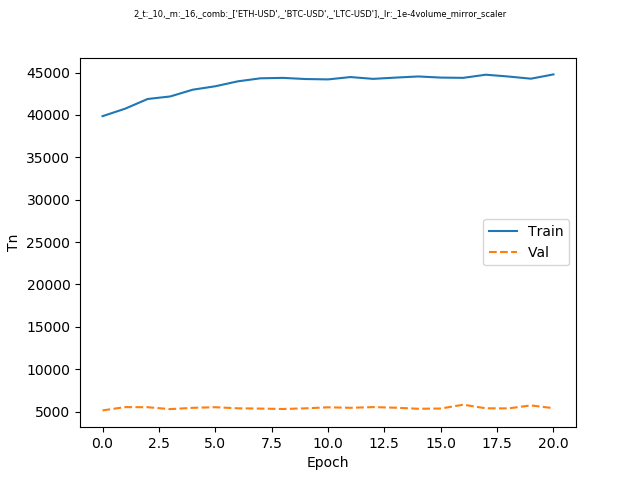 2_t:_10,_m:_16,_comb:_['ETH-USD',_'BTC-USD',_'LTC-USD'],_lr:_1e-4volume_mirror_scaler
45000
40000
35000
30000
25000
20000
15000
10000
5000
Tn
Train
Val
0.0 2.5 5.0 7.5 10.0 12.5 15.0 17.5 20.0
Epoch